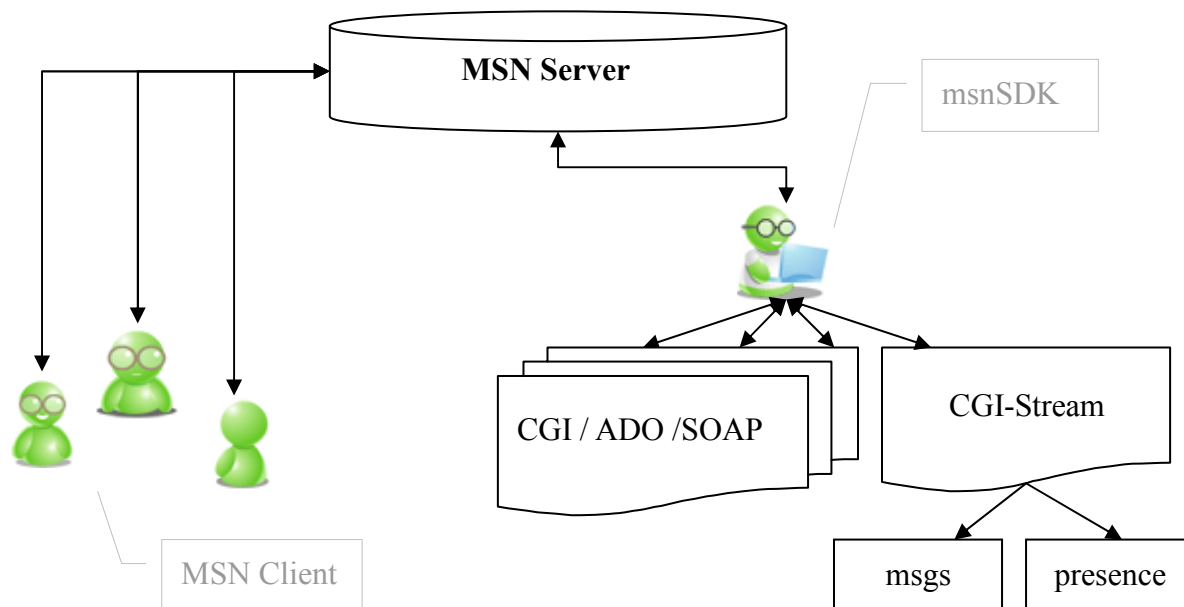 MSN Server
msnSDK
CGI / ADO /SOAP
CGI-Stream
MSN Client
msgs
presence